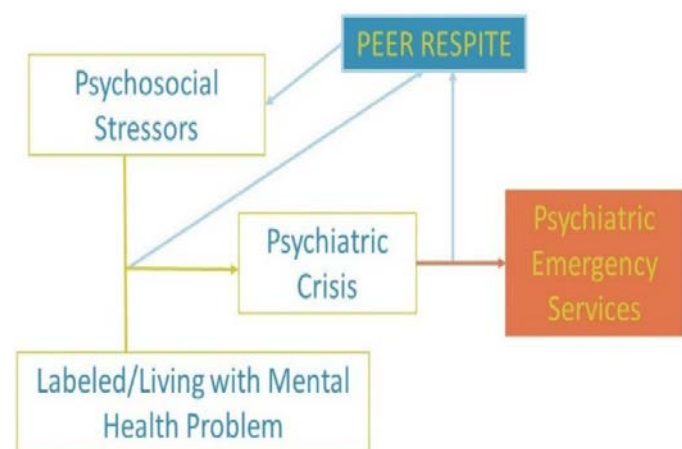 PEER RESPITE
Psychosocial
Stressors
Psychiatric
Crisis
Psychiatric
Emergency
Services
Labeled/Living with Mental
Health Problem